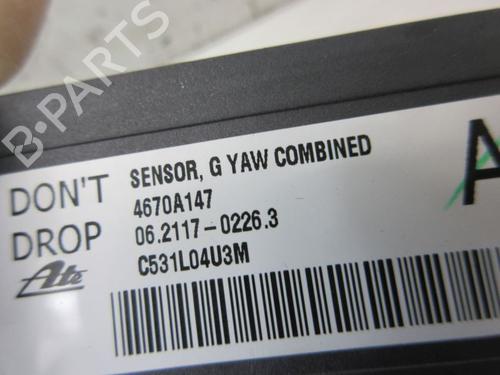 B-PARTS
DON'T
DROP
Ate
SENSOR, G YAW COMBINED
4670A147
06.2117-0226.3
C531L04U3M
A